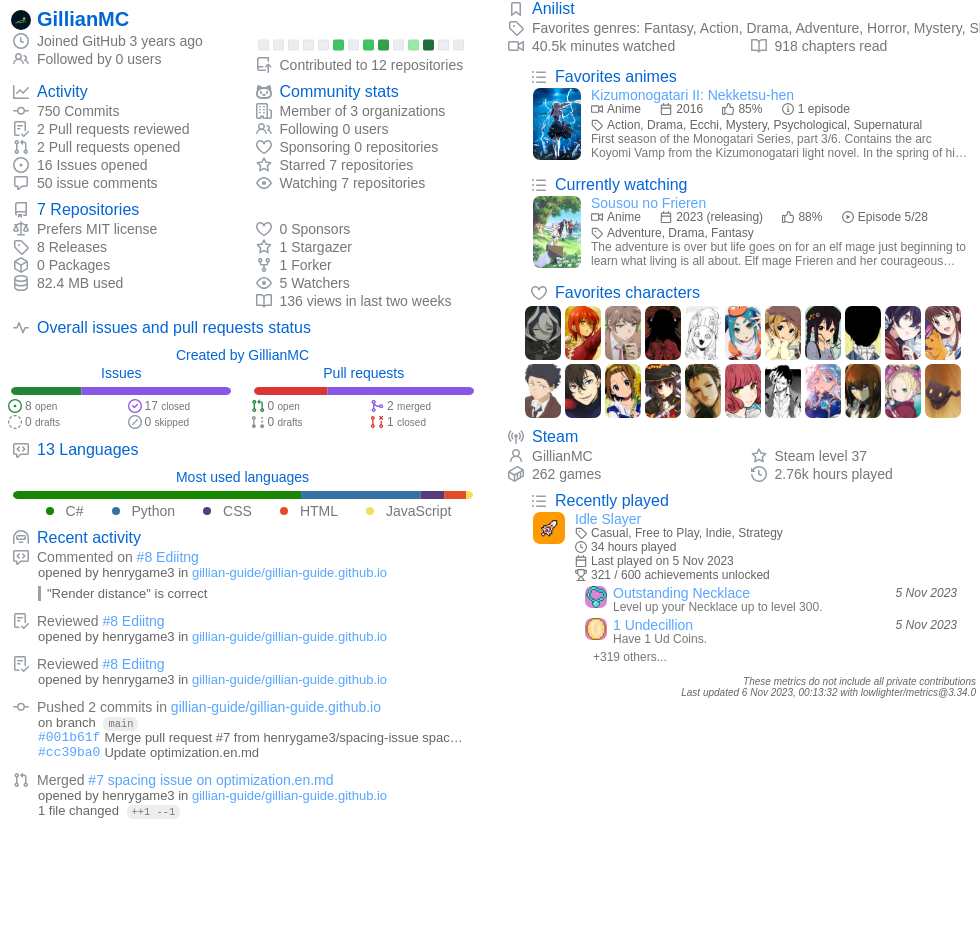 GillianMC
Joined GitHub 3 years ago
Followed by 0 users
Contributed to 12 repositories
Activity
750 Commits
2 Pull requests reviewed
2 Pull requests opened
16 Issues opened
50 issue comments
Community stats
Member of 3 organizations
Following 0 users
Sponsoring 0 repositories
Starred 7 repositories
Watching 7 repositories
7 Repositories
Prefers MIT license
8 Releases
0 Packages
82.4 MB used
0 Sponsors
1 Stargazer
1 Forker
5 Watchers
136 views in last two weeks
Overall issues and pull requests status
Created by GillianMC
Issues
8 open
17 closed
0 drafts
0 skipped
Pull requests
0 open
2 merged
0 drafts
1 closed
13 Languages
Most used languages
C# Python CSS HTML JavaScript
Recent activity
Commented on #8 Ediitng
opened by henrygame3 in gillian-guide/gillian-guide.github.io
"Render distance" is correct
Reviewed #8 Ediitng
opened by henrygame3 in gillian-guide/gillian-guide.github.io
Reviewed #8 Ediitng
opened by henrygame3 in gillian-guide/gillian-guide.github.io
Pushed 2 commits in gillian-guide/gillian-guide.github.io
on branch main
#001b61f Merge pull request #7 from henrygame3/spacing-issue spac…
#cc39ba0 Update optimization.en.md
Merged #7 spacing issue on optimization.en.md
opened by henrygame3 in gillian-guide/gillian-guide.github.io
1 file changed ++1 --1
Anilist
Favorites genres: Fantasy, Action, Drama, Adventure, Horror, Mystery,
40.5k minutes watched
918 chapters read
Favorites animes
Kizumonogatari II: Nekketsu-hen
Anime 2016 85% 1 episode
Action, Drama, Ecchi, Mystery, Psychological, Supernatural
First season of the Monogatari Series, part 3/6. Contains the arc
Koyomi Vamp from the Kizumonogatari light novel. In the spring of hi…
Currently watching
Sousou no Frieren
Anime 2023 (releasing) 88% Episode 5/28
Adventure, Drama, Fantasy
The adventure is over but life goes on for an elf mage just beginning to
learn what living is all about. Elf mage Frieren and her courageous…
Favorites characters
Steam
GillianMC
Steam level 37
262 games
2.76k hours played
Recently played
Idle Slayer
Casual, Free to Play, Indie, Strategy
34 hours played
Last played on 5 Nov 2023
321 / 600 achievements unlocked
Outstanding Necklace 5 Nov 2023
Level up your Necklace up to level 300.
1 Undecillion 5 Nov 2023
Have 1 Ud Coins.
+319 others...
These metrics do not include all private contributions
Last updated 6 Nov 2023, 00:13:32 with lowlighter/metrics@3.34.0